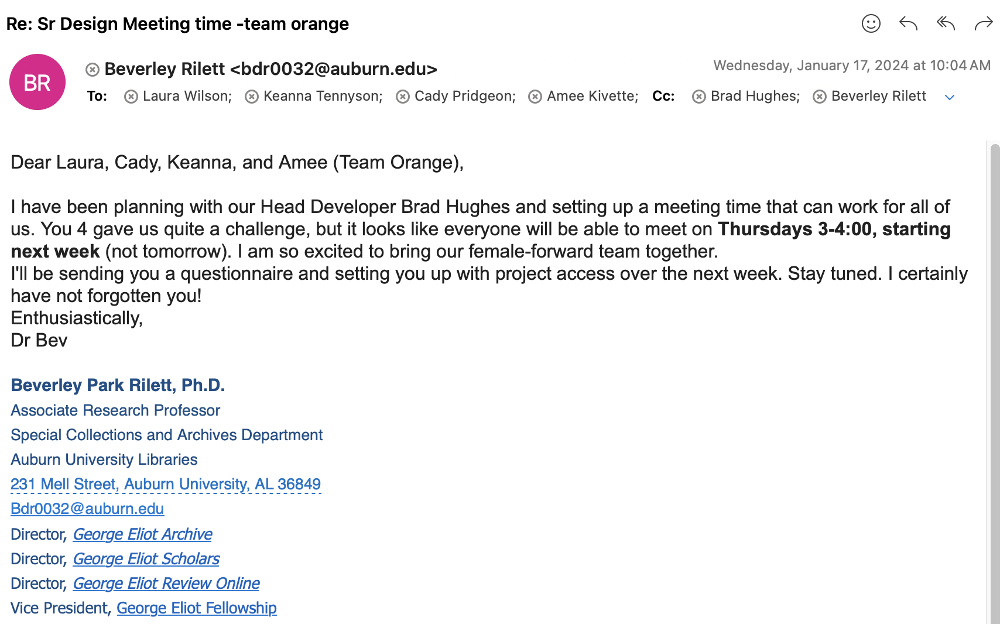 Re: Sr Design Meeting time -team orange
BR
Beverley Rilett <bdr0032@auburn.edu>
Wednesday, January 17, 2024 at 10:04 AM
To: Laura Wilson; Keanna Tennyson; Cady Pridgeon; Amee Kivette; Cc: Brad Hughes; Beverley Rilett
Dear Laura, Cady, Keanna, and Amee (Team Orange),
I have been planning with our Head Developer Brad Hughes and setting up a meeting time that can work for all of
us. You 4 gave us quite a challenge, but it looks like everyone will be able to meet on Thursdays 3-4:00, starting
next week (not tomorrow). I am so excited to bring our female-forward team together.
I'll be sending you a questionnaire and setting you up with project access over the next week. Stay tuned. I certainly
have not forgotten you!
Enthusiastically,
Dr Bev
Beverley Park Rilett, Ph.D.
Associate Research Professor
Special Collections and Archives Department
Auburn University Libraries
231 Mell Street, Auburn University, AL 36849
Bdr0032@auburn.edu
Director, George Eliot Archive
Director, George Eliot Scholars
Director, George Eliot Review Online
Vice President, George Eliot Fellowship